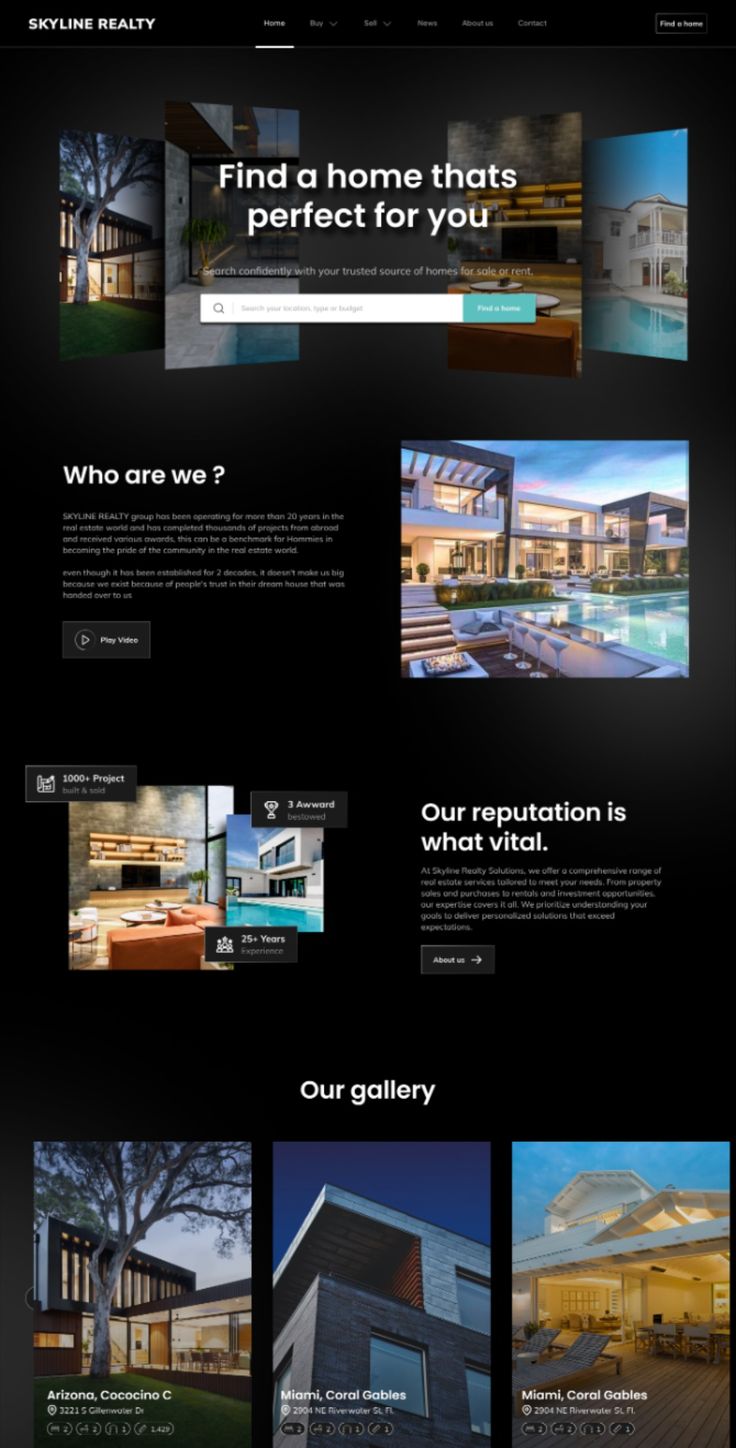 SKYLINE REALTY
Home
Buy
Sell
News
About us
Contact
Find a home
Find a home thats
perfect for you
Search confidently with your trusted source of homes for sale or rent.
Search your location, type or budget
Find a home
Who are we ?
SKYLINE REALTY group has been operating for more than 20 years in the
real estate world and has completed thousands of projects from abroad
and received various awards, this can be a benchmark for Hommies in
becoming the pride of the community in the real estate world.
even though it has been established for 2 decades, it doesn't make us big
because we exist because of people's trust in their dream house that was
handed over to us
Play Video
1000+ Project
built & sold
3 Awward
bestowed
25+ Years
Experience
Our reputation is
what vital.
At Skyline Realty Solutions, we offer a comprehensive range of
real estate services tailored to meet your needs. From property
sales and purchases to rentals and investment opportunities,
our expertise covers it all. We prioritize understanding your
goals to deliver personalized solutions that exceed
expectations.
About us
Our gallery
Arizona, Cococino C
3221 S Gillenwater Dr
2 2 1 1,429
Miami, Coral Gables
2904 NE Riverwater St, Fl.
2 2 1 1
Miami, Coral Gables
2904 NE Riverwater St, Fl.
2 2 1 1